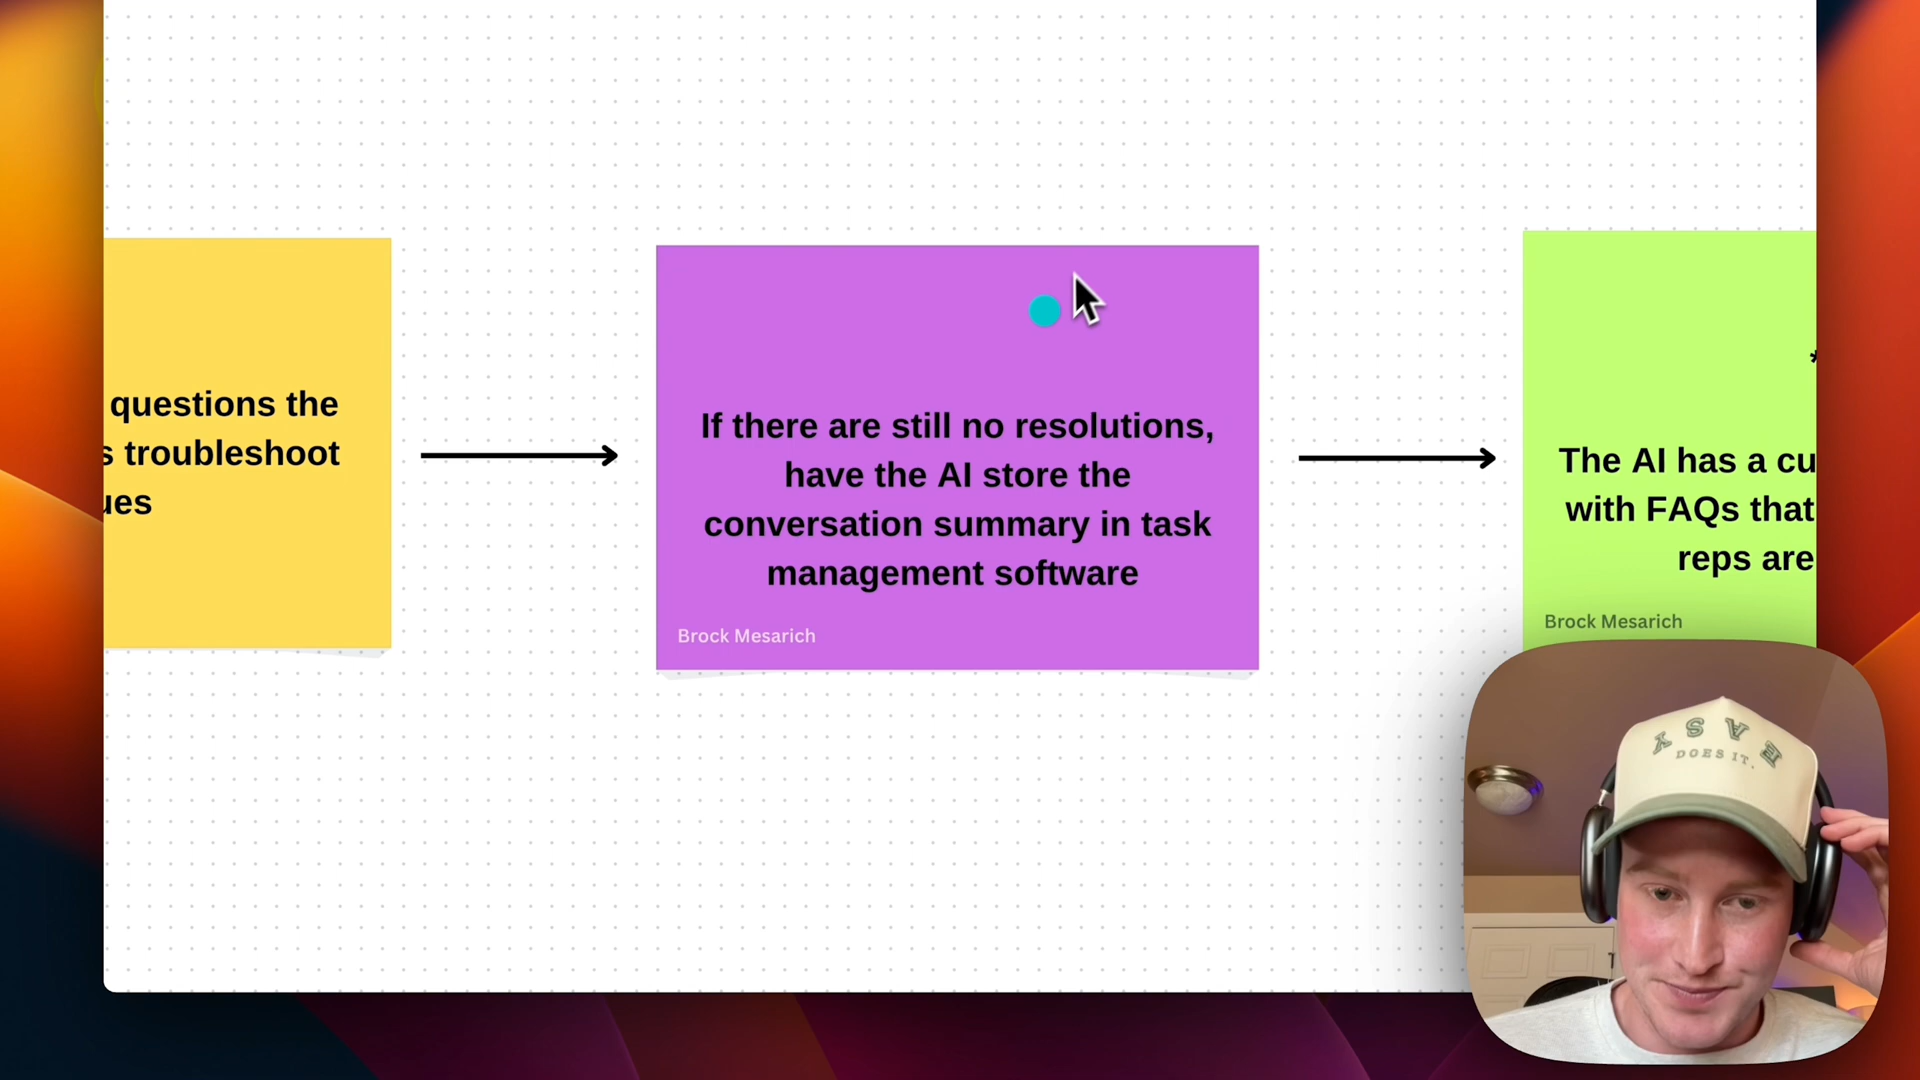 questions the
s troubleshoot
ues
If there are still no resolutions,
have the AI store the
conversation summary in task
management software
Brock Mesarich
*
The AI has a cu
with FAQs that
reps are
Brock Mesarich
EASY
DOES IT.